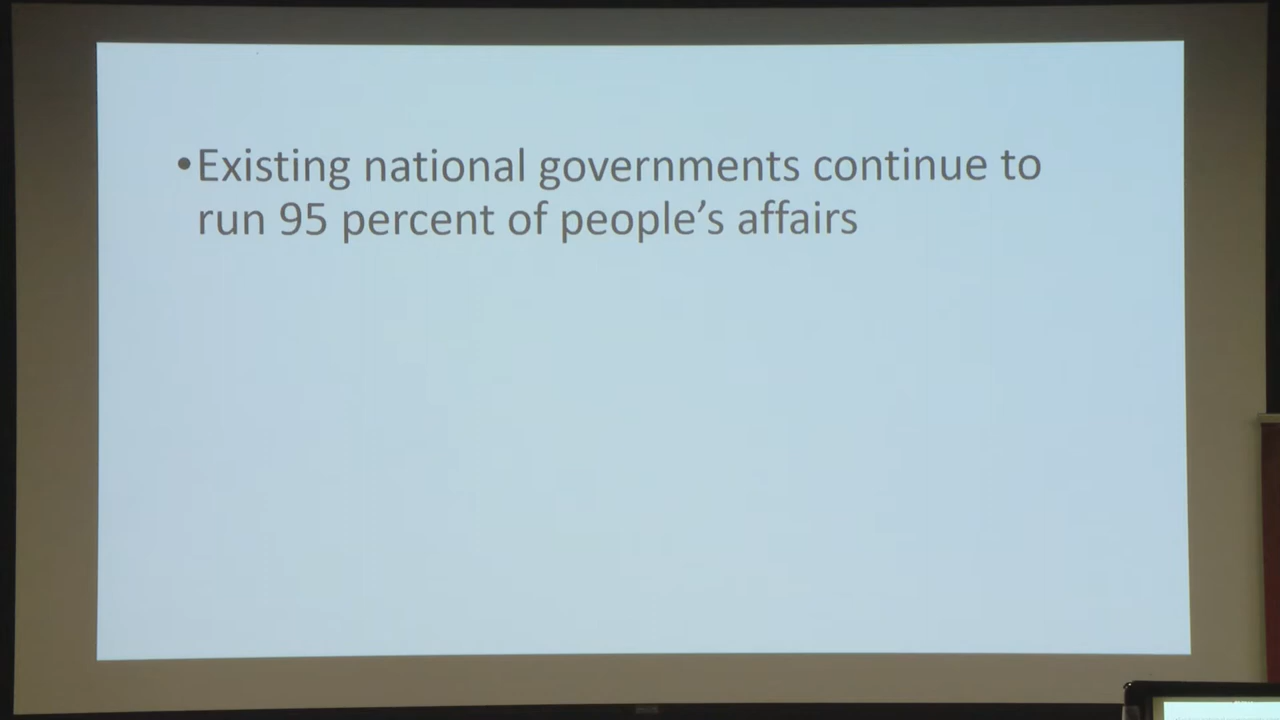 •Existing national governments continue to
run 95 percent of people’s affairs